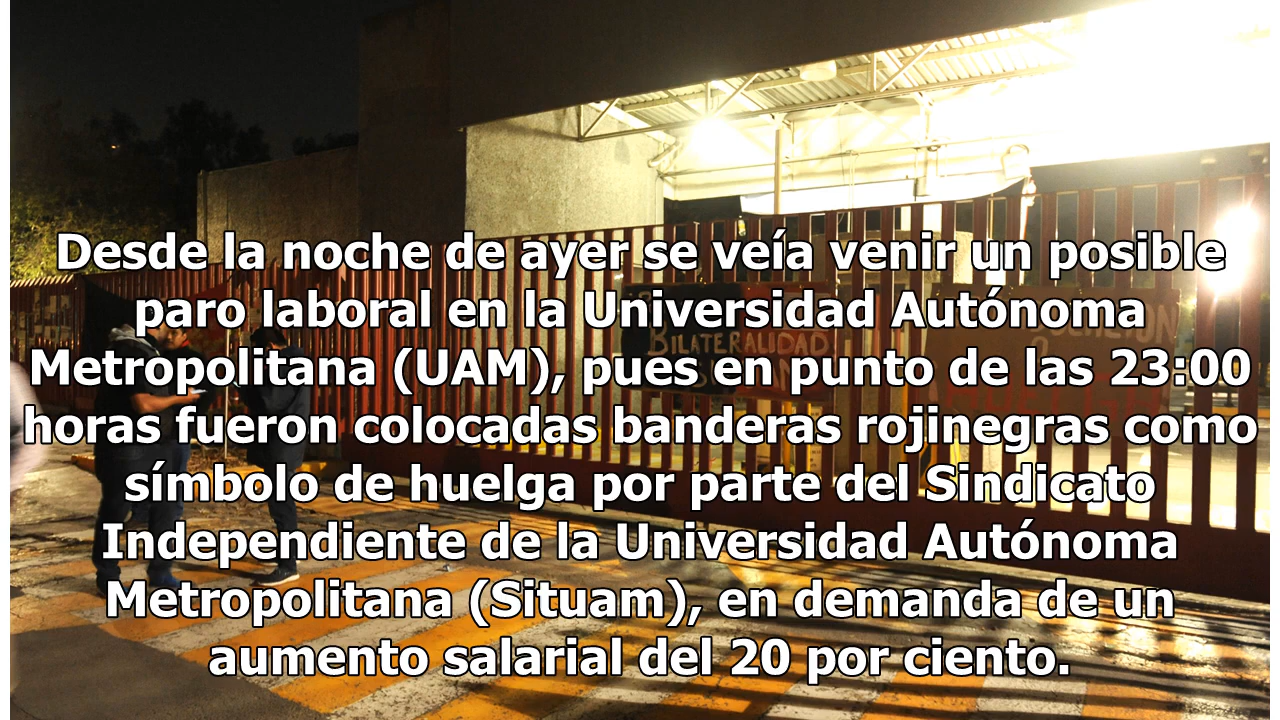 Desde la noche de ayer se veía venir un posible
paro laboral en la Universidad Autónoma
Metropolitana (UAM), pues en punto de las 23:00
horas fueron colocadas banderas rojinegras como
símbolo de huelga por parte del Sindicato
Independiente de la Universidad Autónoma
Metropolitana (Situam), en demanda de un
aumento salarial del 20 por ciento.
BILATERALIDAD
HUELGA